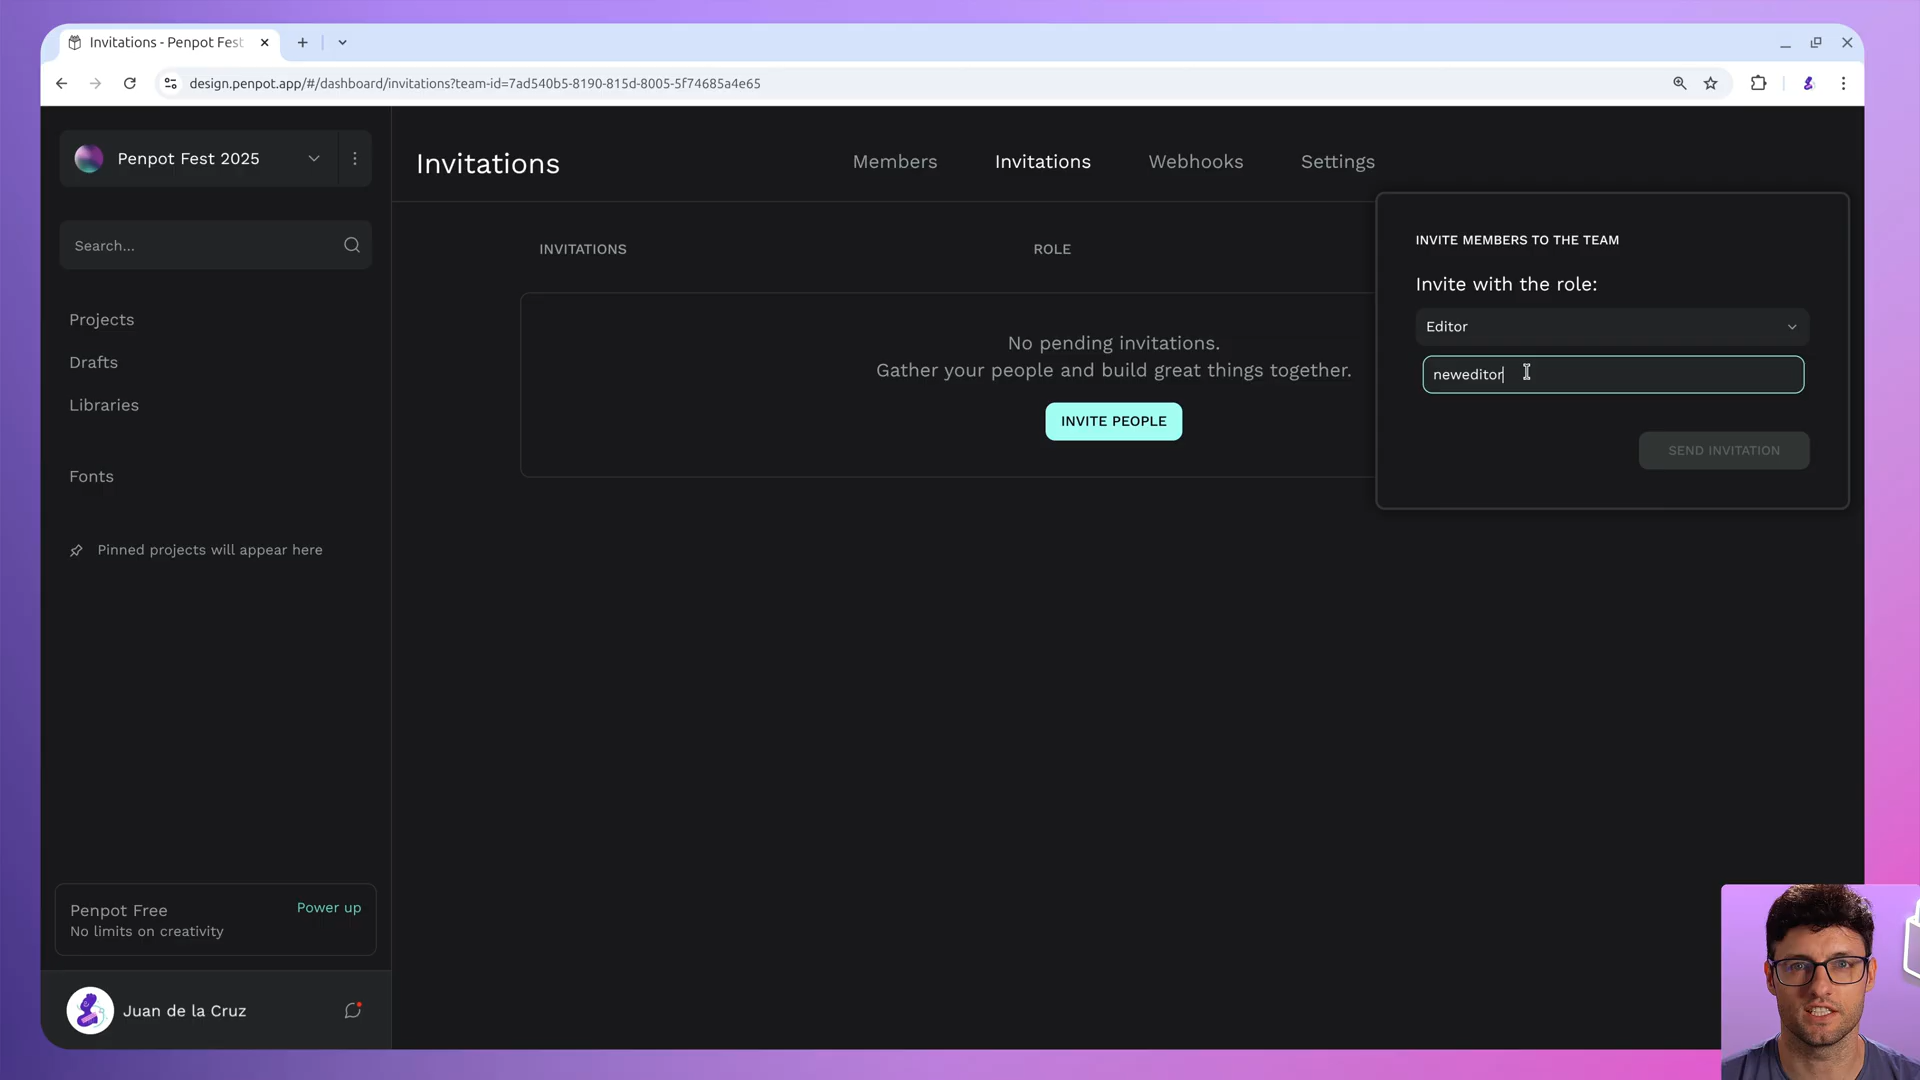 Invitations - Penpot Fest
design.penpot.app/#/dashboard/invitations?team-id=7ad540b5-8190-815d-8005-5f74685a4e65
Penpot Fest 2025
Search...
Projects
Drafts
Libraries
Fonts
Pinned projects will appear here
Penpot Free
Power up
No limits on creativity
Juan de la Cruz
Invitations
Members
Invitations
Webhooks
Settings
INVITATIONS
ROLE
No pending invitations.
Gather your people and build great things together.
INVITE PEOPLE
INVITE MEMBERS TO THE TEAM
Invite with the role:
Editor
neweditor
SEND INVITATION